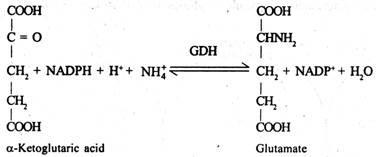 COOH COOH
C = O CHNH₂
GDH
CH₂ + NADPH + H⁺ + NH₄⁺ ⇌ CH₂ + NADP⁺ + H₂O
CH₂ CH₂
COOH COOH
α-Ketoglutaric acid Glutamate